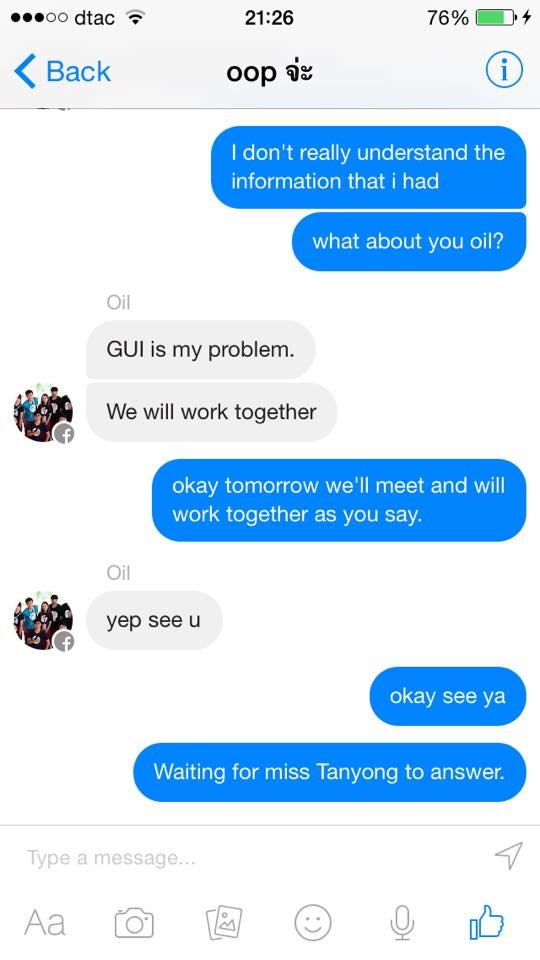 dtac 21:26 76%
Back oop จ่ะ
I don't really understand the
information that i had
what about you oil?
Oil
GUI is my problem.
We will work together
okay tomorrow we'll meet and will
work together as you say.
Oil
yep see u
okay see ya
Waiting for miss Tanyong to answer.
Type a message...
Aa